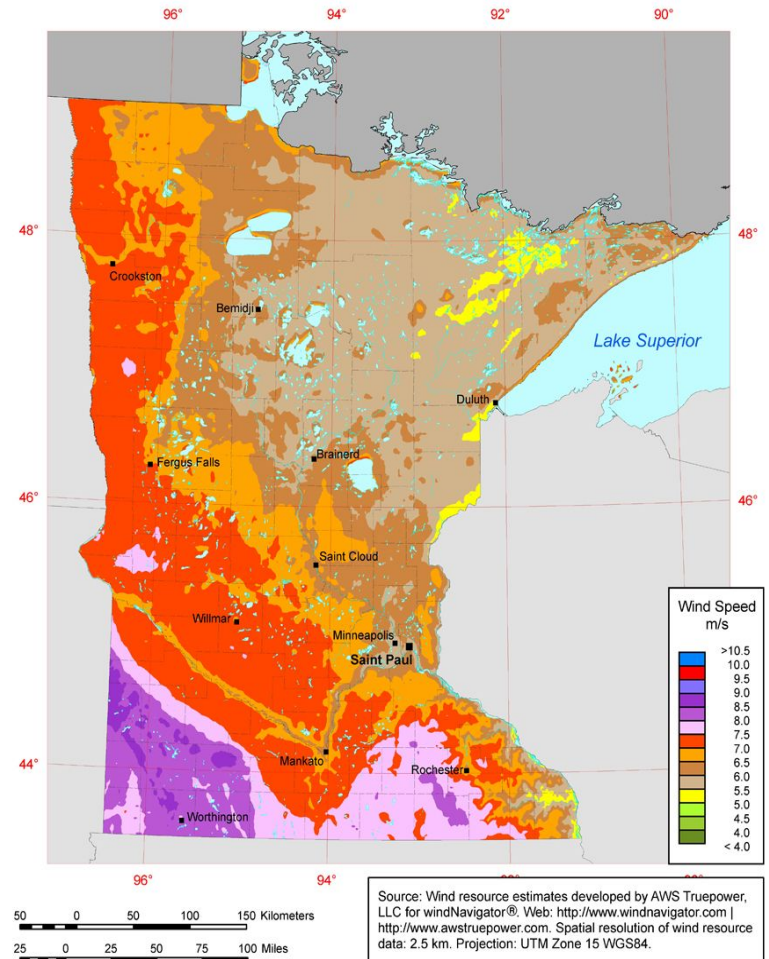 96°
94°
92°
90°
48°
48°
Crookston
Bemidji
Lake Superior
Duluth
Brainerd
Fergus Falls
46°
46°
Saint Cloud
Willmar
Minneapolis
Saint Paul
44°
Mankato
Rochester
Worthington
Wind Speed
m/s
>10.5
10.0
9.5
9.0
8.5
8.0
7.5
7.0
6.5
6.0
5.5
5.0
4.5
4.0
< 4.0
96°
94°
92°
50 0 50 100 150 Kilometers
25 0 25 50 75 100 Miles
Source: Wind resource estimates developed by AWS Truepower,
LLC for windNavigator®. Web: http://www.windnavigator.com |
http://www.awstruepower.com. Spatial resolution of wind resource
data: 2.5 km. Projection: UTM Zone 15 WGS84.